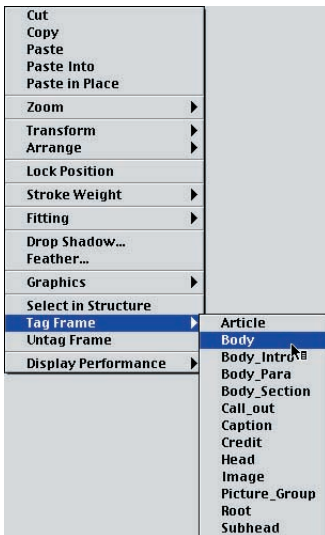 Cut
Copy
Paste
Paste Into
Paste in Place
Zoom
Transform
Arrange
Lock Position
Stroke Weight
Fitting
Drop Shadow...
Feather...
Graphics
Select in Structure
Tag Frame
Untag Frame
Display Performance
Article
Body
Body_Intro
Body_Para
Body_Section
Call_out
Caption
Credit
Head
Image
Picture_Group
Root
Subhead